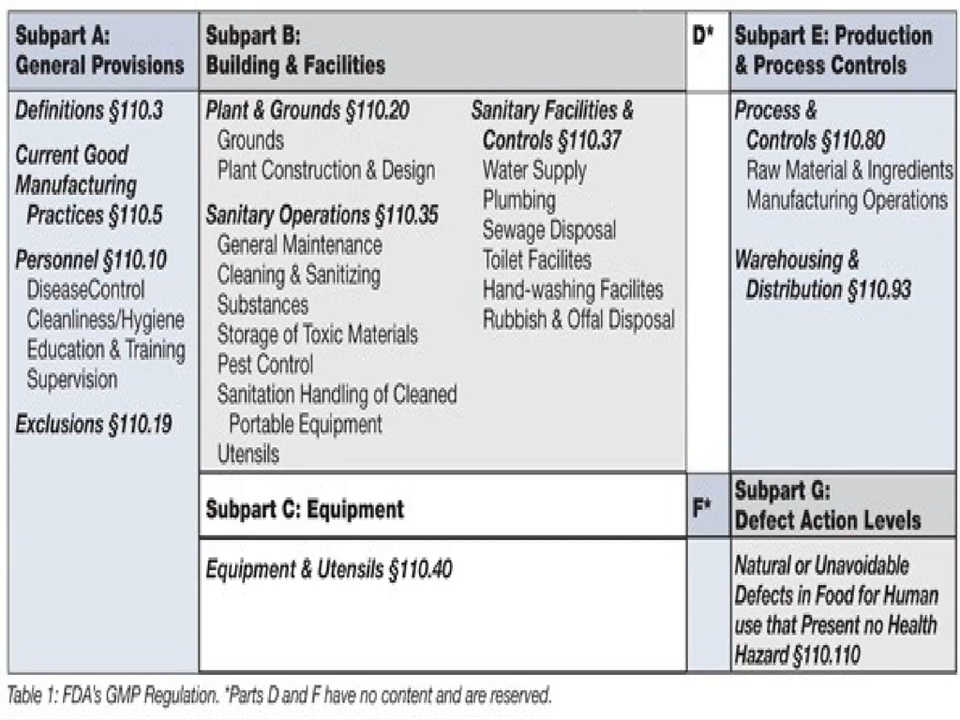 Subpart A:
General Provisions
Definitions §110.3
Current Good
Manufacturing
Practices §110.5
Personnel §110.10
DiseaseControl
Cleanliness/Hygiene
Education & Training
Supervision
Exclusions §110.19
Subpart B:
Building & Facilities
Plant & Grounds §110.20
Grounds
Plant Construction & Design
Sanitary Operations §110.35
General Maintenance
Cleaning & Sanitizing
Substances
Storage of Toxic Materials
Pest Control
Sanitation Handling of Cleaned
Portable Equipment
Utensils
Sanitary Facilities &
Controls §110.37
Water Supply
Plumbing
Sewage Disposal
Toilet Facilites
Hand-washing Facilites
Rubbish & Offal Disposal
Subpart C: Equipment
Equipment & Utensils §110.40
D*
Subpart E: Production
& Process Controls
Process &
Controls §110.80
Raw Material & Ingredients
Manufacturing Operations
Warehousing &
Distribution §110.93
F*
Subpart G:
Defect Action Levels
Natural or Unavoidable
Defects in Food for Human
use that Present no Health
Hazard §110.110
Table 1: FDA's GMP Regulation. *Parts D and F have no content and are reserved.